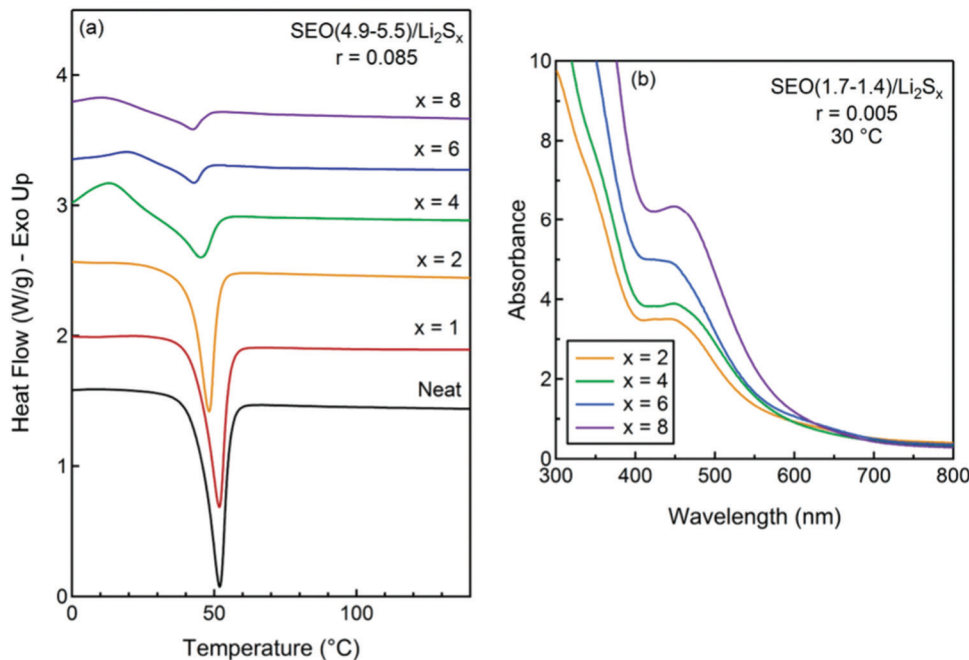 (a)
SEO(4.9-5.5)/Li₂Sₓ
r = 0.085
x = 8
x = 6
x = 4
x = 2
x = 1
Neat
4
3
2
1
0
0
50
100
Heat Flow (W/g) - Exo Up
Temperature (°C)
(b)
SEO(1.7-1.4)/Li₂Sₓ
r = 0.005
30 °C
10
8
6
4
2
0
300
400
500
600
700
800
Absorbance
Wavelength (nm)
x = 2
x = 4
x = 6
x = 8